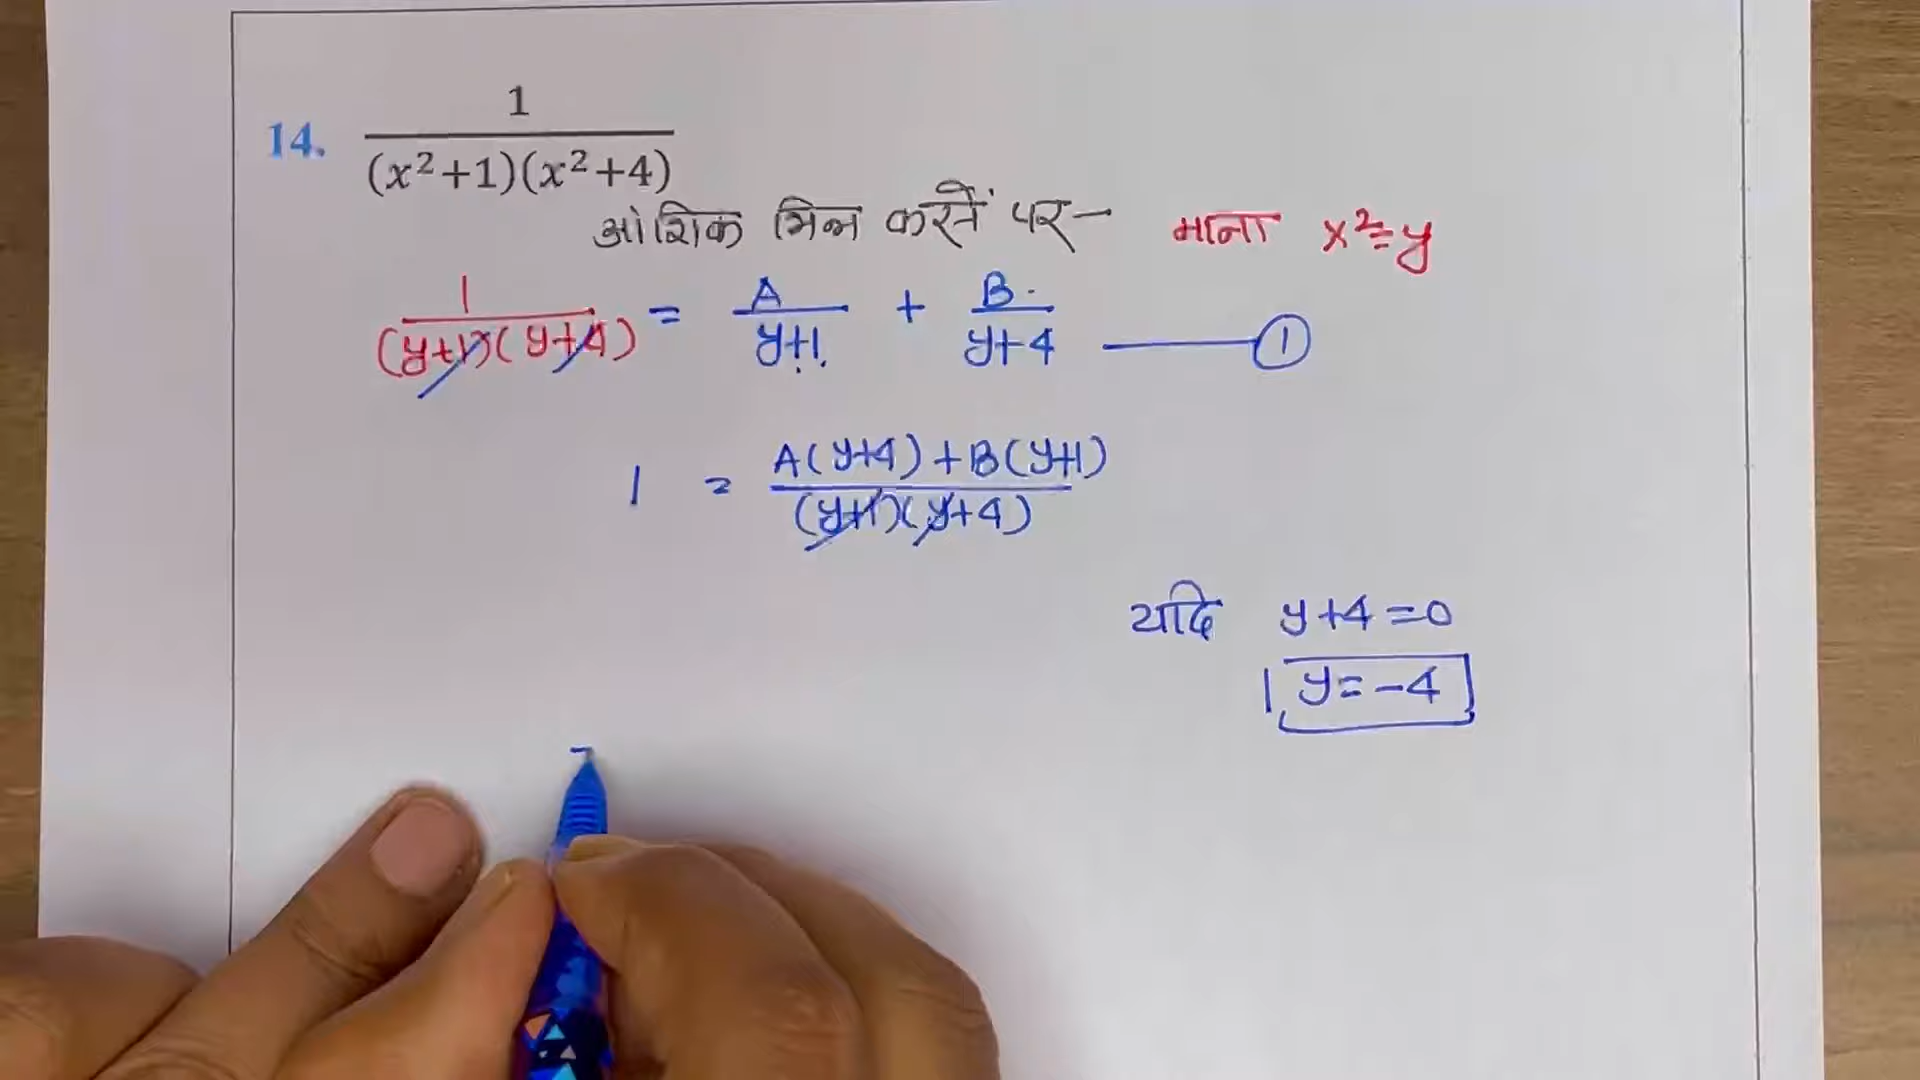 14. 1/((x²+1)(x²+4))
आंशिक भिन्न करने पर- माना x²=y
1/((y+1)(y+4)) = A/(y+1) + B/(y+4) —— ①
1 = (A(y+4)+B(y+1))/((y+1)(y+4))
यदि y+4=0
y=-4